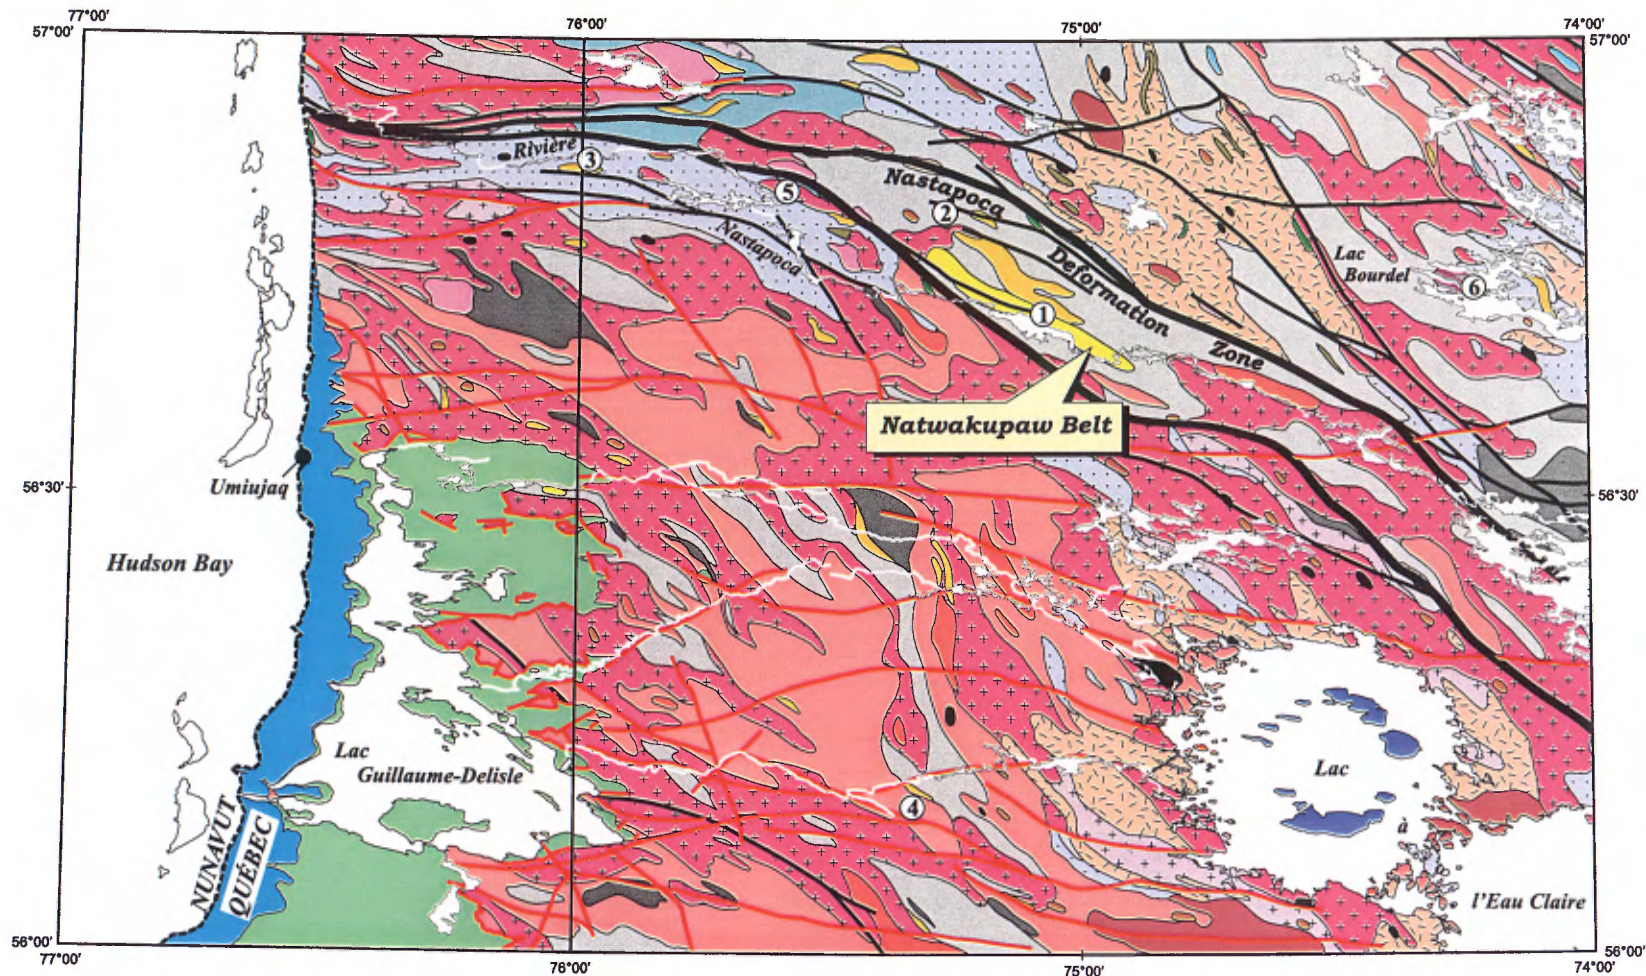 77°00'
76°00'
75°00'
74°00'
57°00'
57°00'
Rivière
3
5
Nastapoca
2
Nastapoca
Deformation
Zone
Lac
Bourdel
6
1
Natwakupaw Belt
Umiujaq
56°30'
56°30'
Hudson Bay
Lac
Guillaume-Delisle
Lac
4
à
l'Eau Claire
NUNAVUT
QUÉBEC
56°00'
56°00'
77°00'
76°00'
75°00'
74°00'